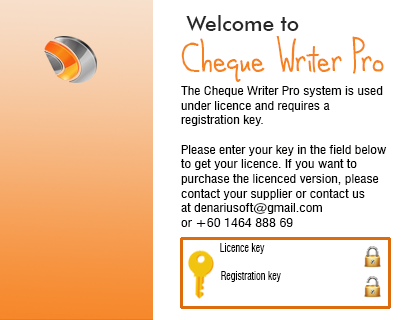 Welcome to
Cheque Writer Pro
The Cheque Writer Pro system is used
under licence and requires a
registration key.
Please enter your key in the field below
to get your licence. If you want to
purchase the licenced version, please
contact your supplier or contact us
at denariusoft@gmail.com
or +60 1464 888 69
Licence key
Registration key